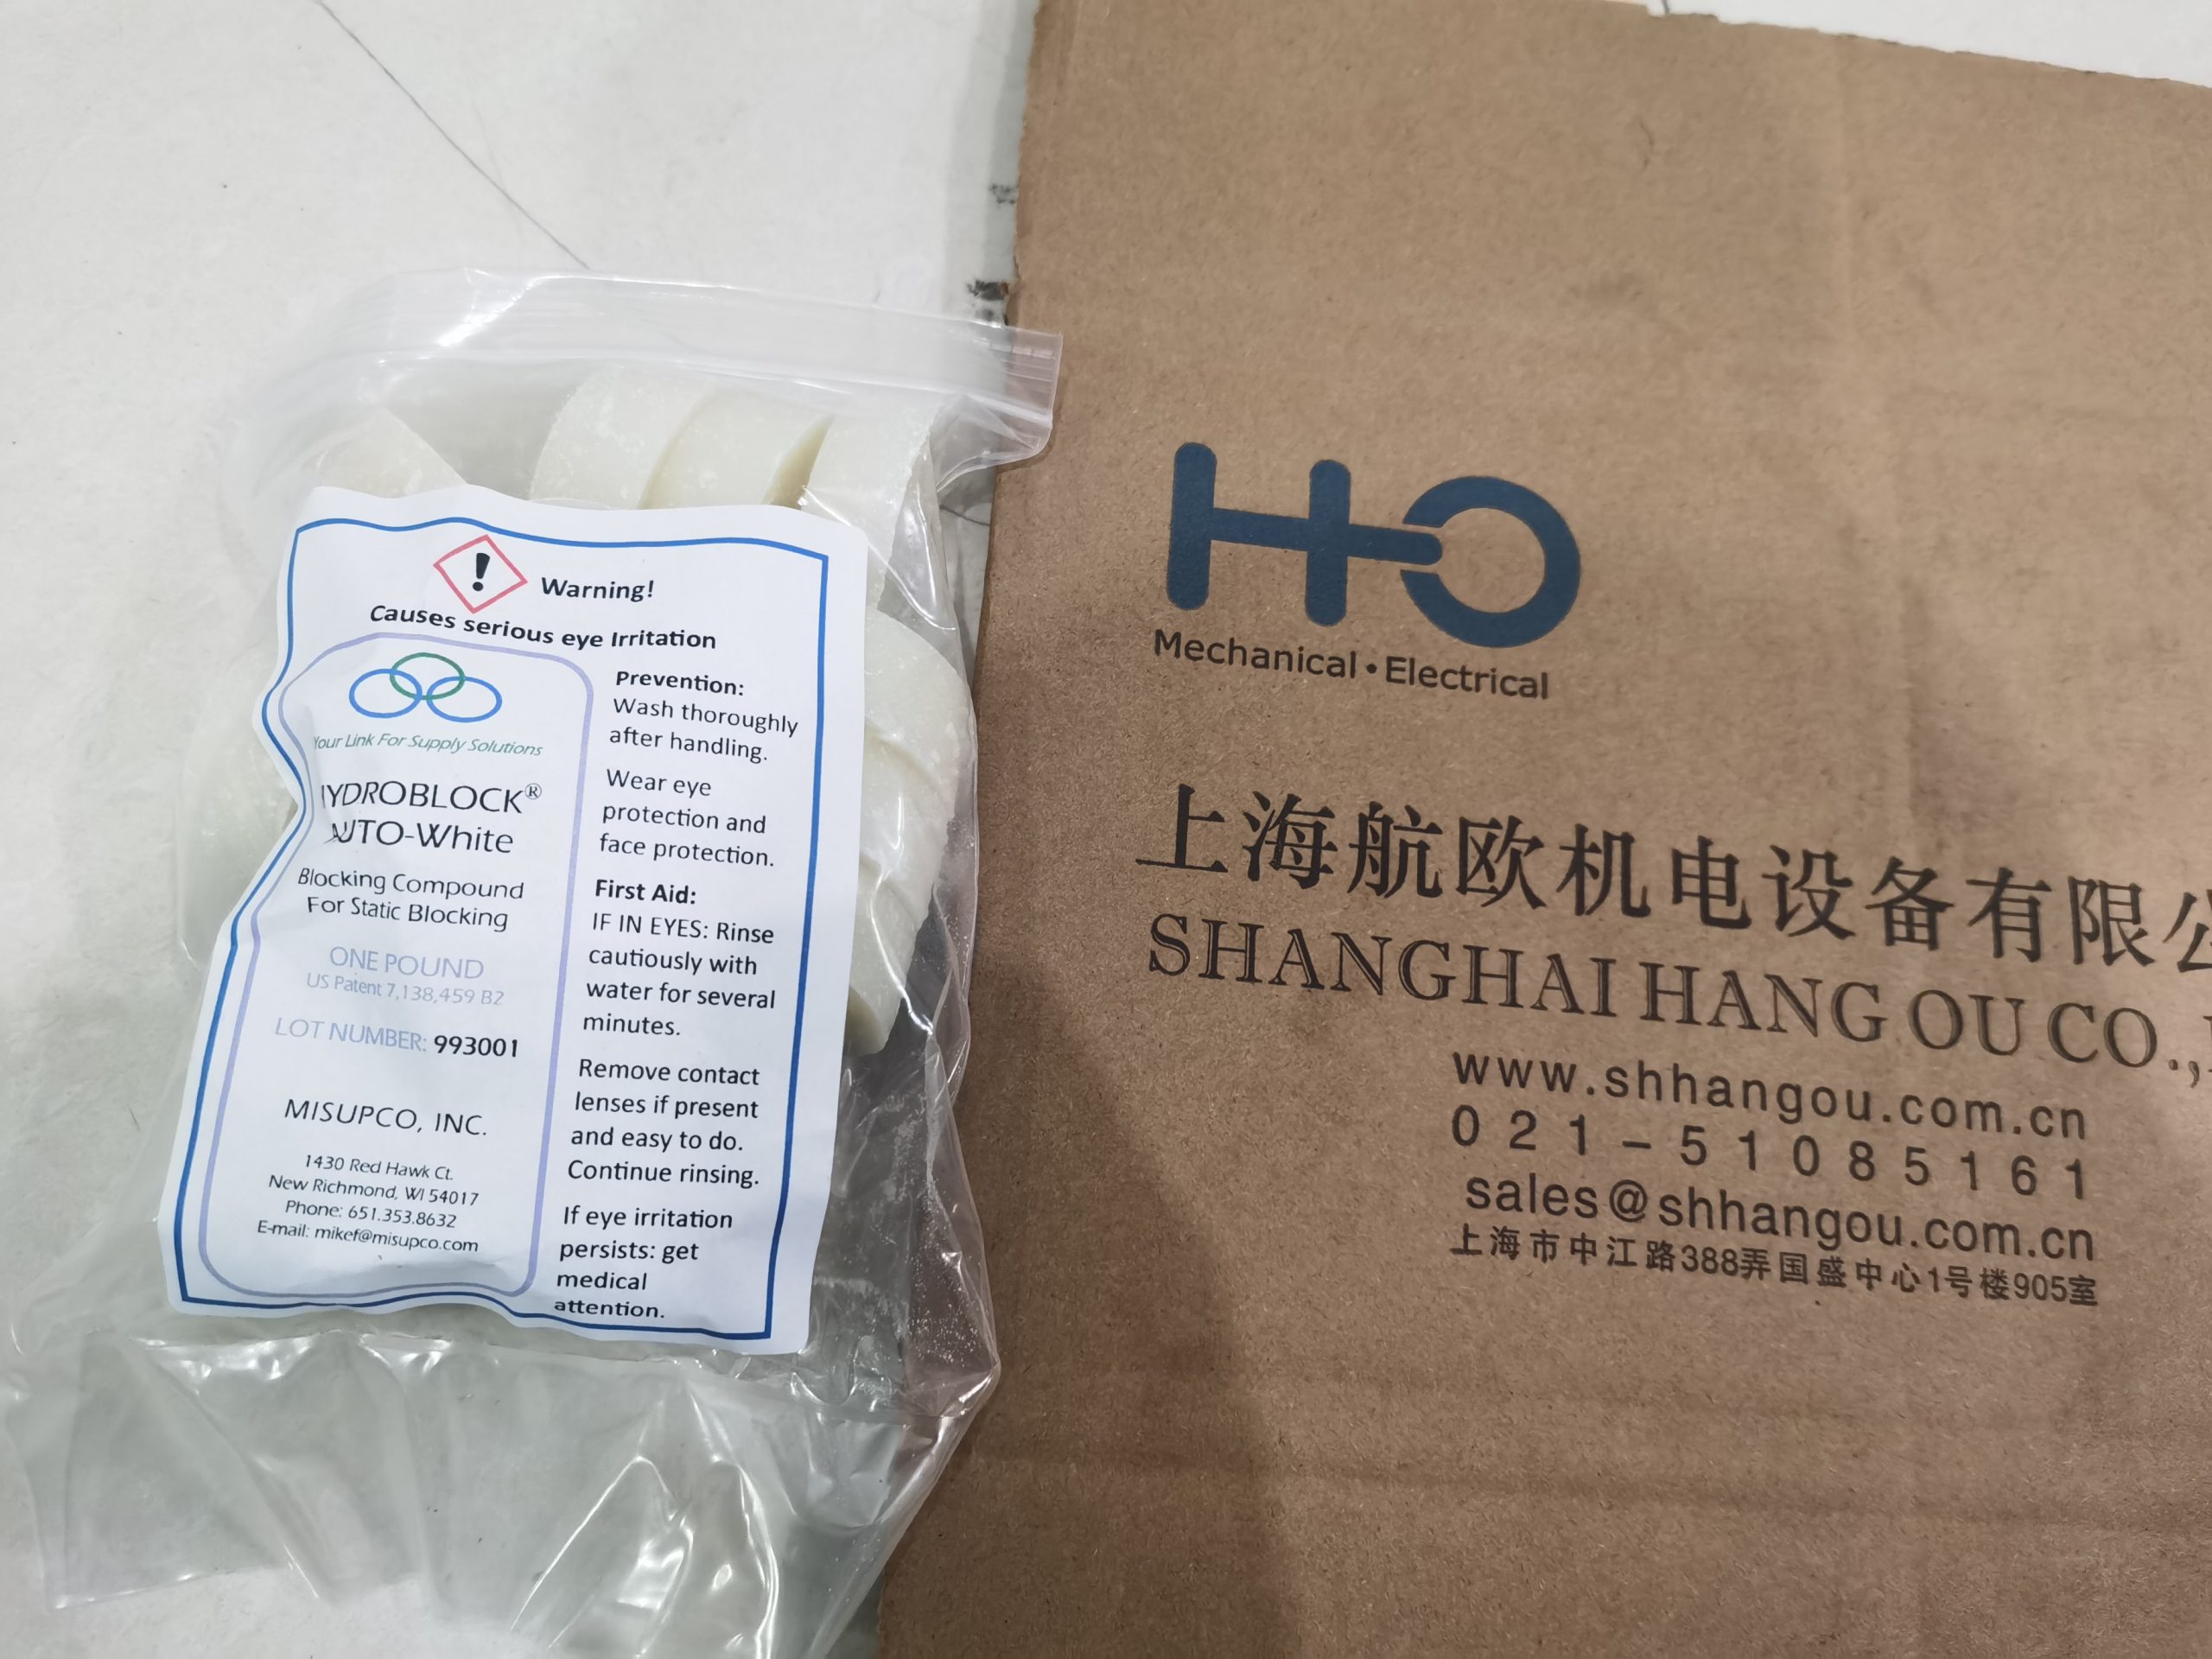 !
Warning!
Causes serious eye Irritation
Your Link For Supply Solutions
YDROBLOCK®
UTO-White
Blocking Compound
For Static Blocking
ONE POUND
US Patent 7,138,459 B2
LOT NUMBER: 993001
MISUPCO, INC.
1430 Red Hawk Ct.
New Richmond, WI 54017
Phone: 651.353.8632
E-mail: mikef@misupco.com
Prevention:
Wash thoroughly
after handling.
Wear eye
protection and
face protection.
First Aid:
IF IN EYES: Rinse
cautiously with
water for several
minutes.
Remove contact
lenses if present
and easy to do.
Continue rinsing.
If eye irritation
persists: get
medical
attention.
HO
Mechanical•Electrical
上海航欧机电设备有限公
SHANGHAI HANG OU CO.,
www.shhangou.com.cn
021-51085161
sales@shhangou.com.cn
上海市中江路388弄国盛中心1号楼905室